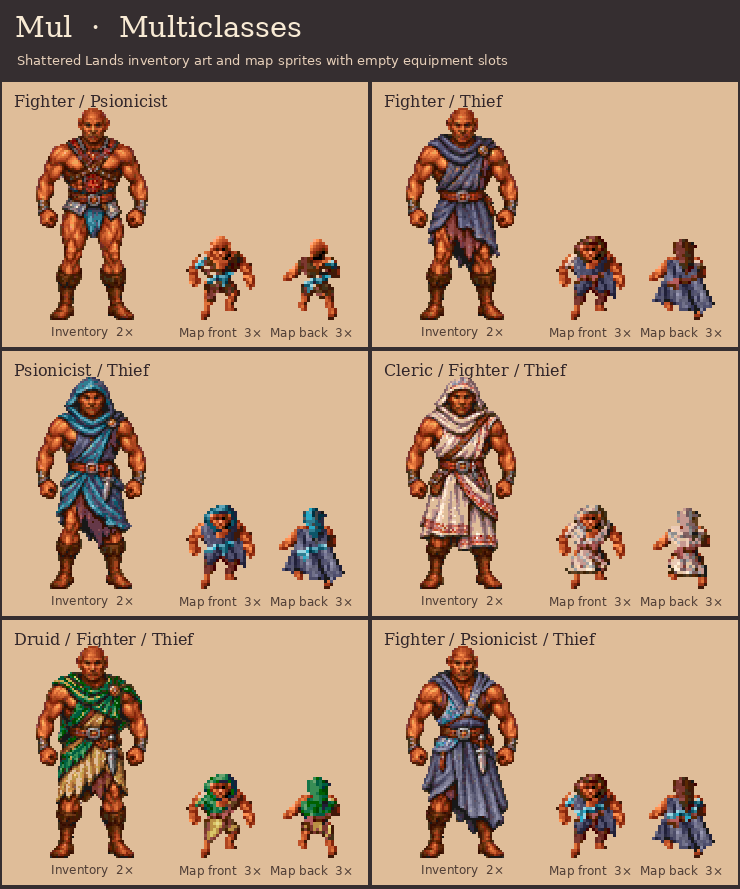 Mul · Multiclasses
Shattered Lands inventory art and map sprites with empty equipment slots
Fighter / Psionicist
Inventory 2×
Map front 3×
Map back 3×
Fighter / Thief
Inventory 2×
Map front 3×
Map back 3×
Psionicist / Thief
Inventory 2×
Map front 3×
Map back 3×
Cleric / Fighter / Thief
Inventory 2×
Map front 3×
Map back 3×
Druid / Fighter / Thief
Inventory 2×
Map front 3×
Map back 3×
Fighter / Psionicist / Thief
Inventory 2×
Map front 3×
Map back 3×